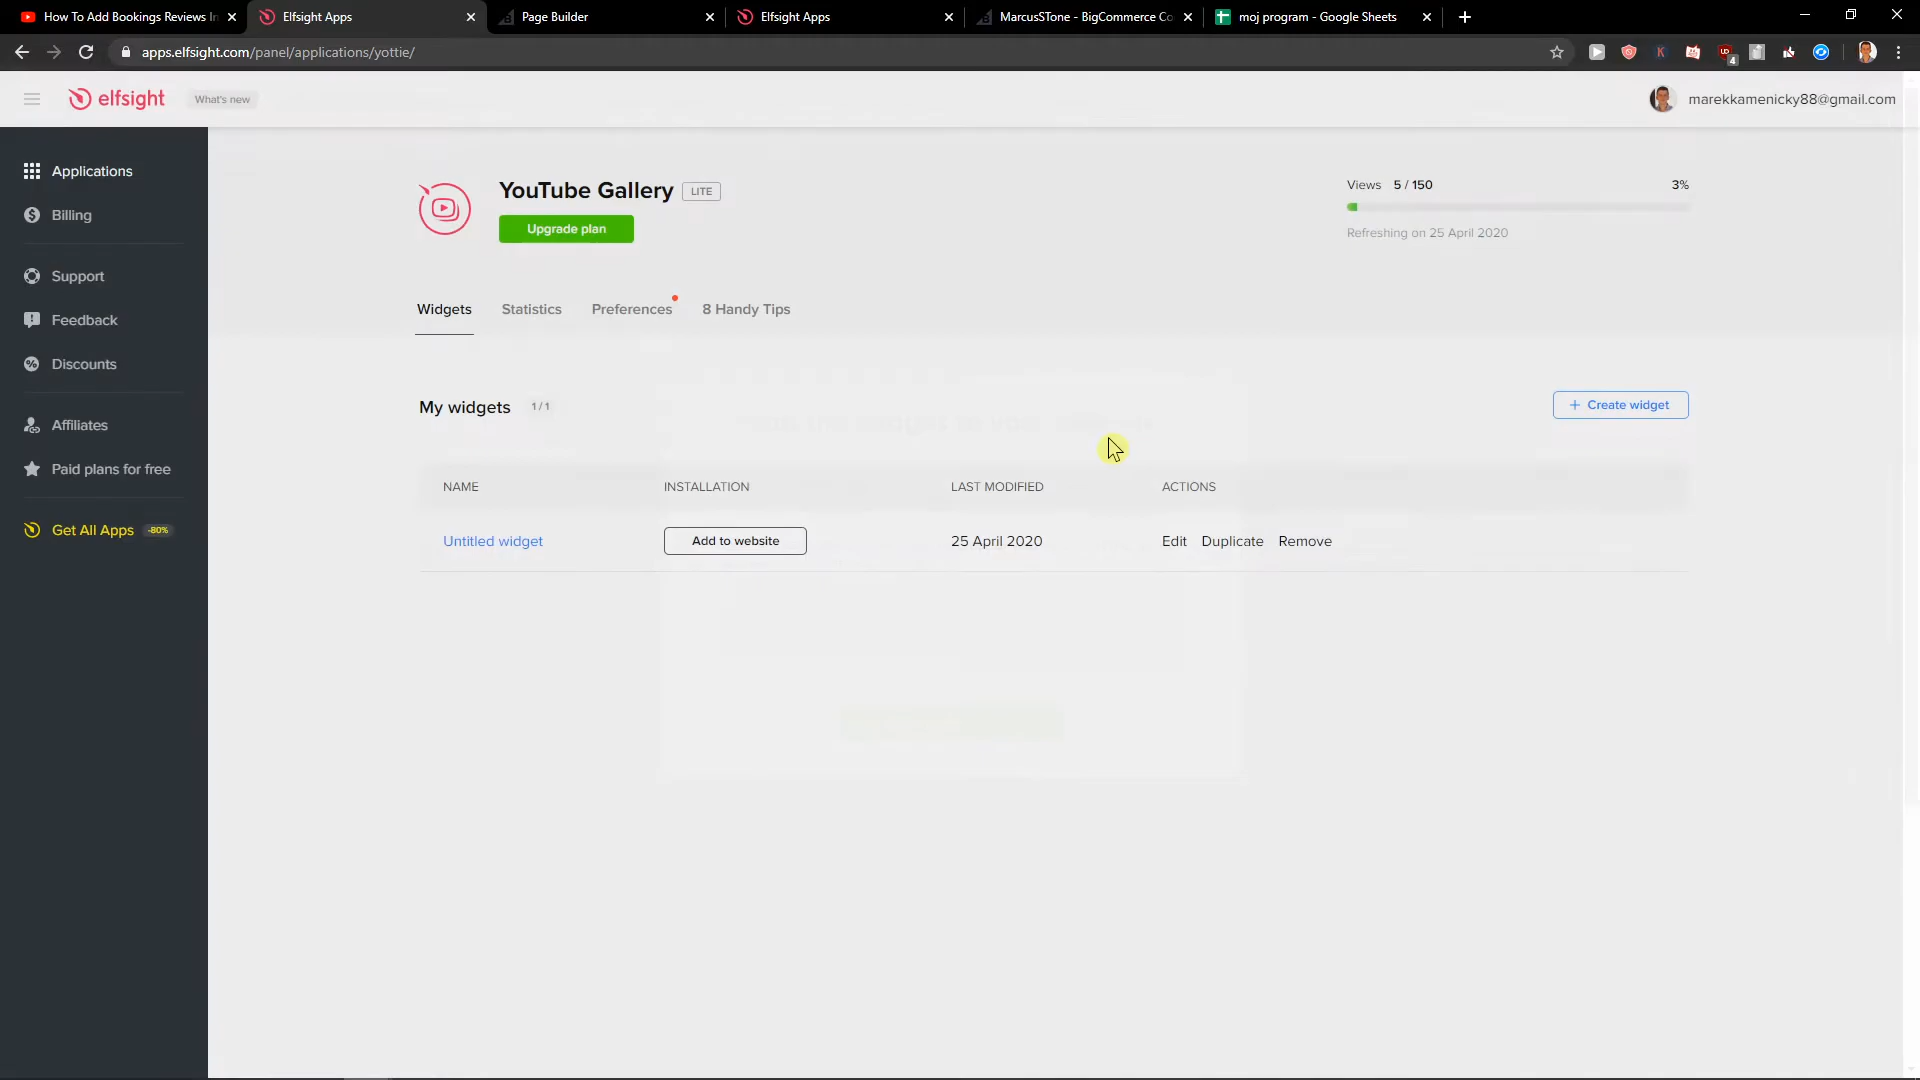 How To Add Bookings Reviews In
Elfsight Apps
Page Builder
Elfsight Apps
MarcusSTone - BigCommerce Co
moj program - Google Sheets
apps.elfsight.com/panel/applications/yottie/
4
elfsight
What's new
marekkamenicky88@gmail.com
Applications
Billing
Support
Feedback
Discounts
Affiliates
Paid plans for free
Get All Apps -80%
YouTube Gallery LITE
Upgrade plan
Views 5 / 150 3%
Refreshing on 25 April 2020
Widgets Statistics Preferences 8 Handy Tips
My widgets 1 / 1
+ Create widget
NAME INSTALLATION LAST MODIFIED ACTIONS
Untitled widget Add to website 25 April 2020 Edit Duplicate Remove